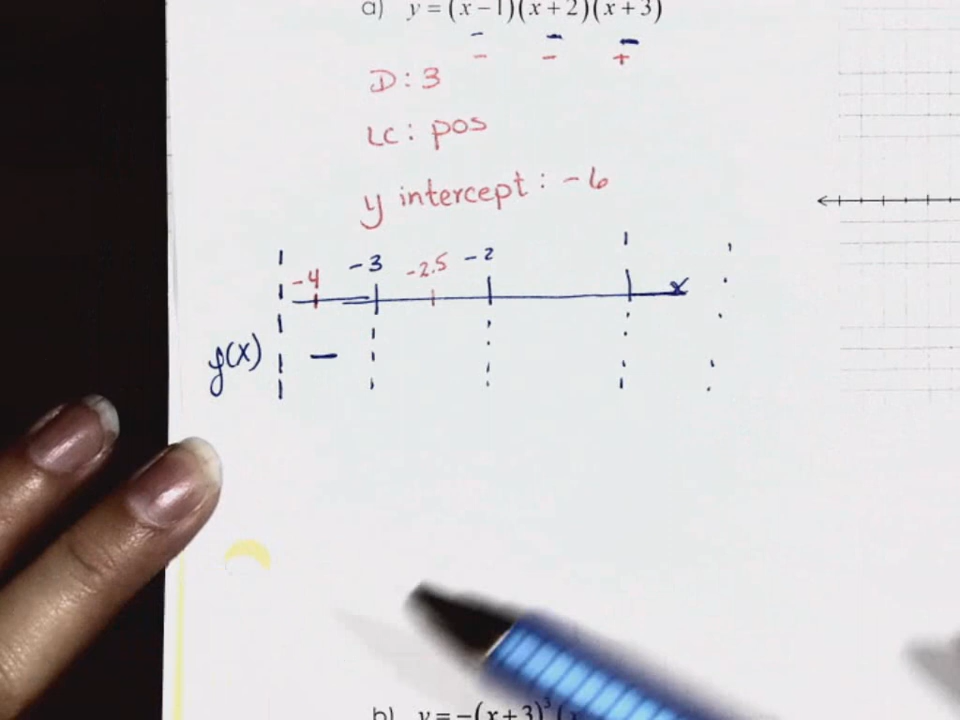 a) y = (x - 1)(x + 2)(x + 3)
- - -
- - +
D: 3
LC: pos
y intercept: -6
-4 -3 -2.5 -2
x
f(x) -
b) y = -(x + 3)³(